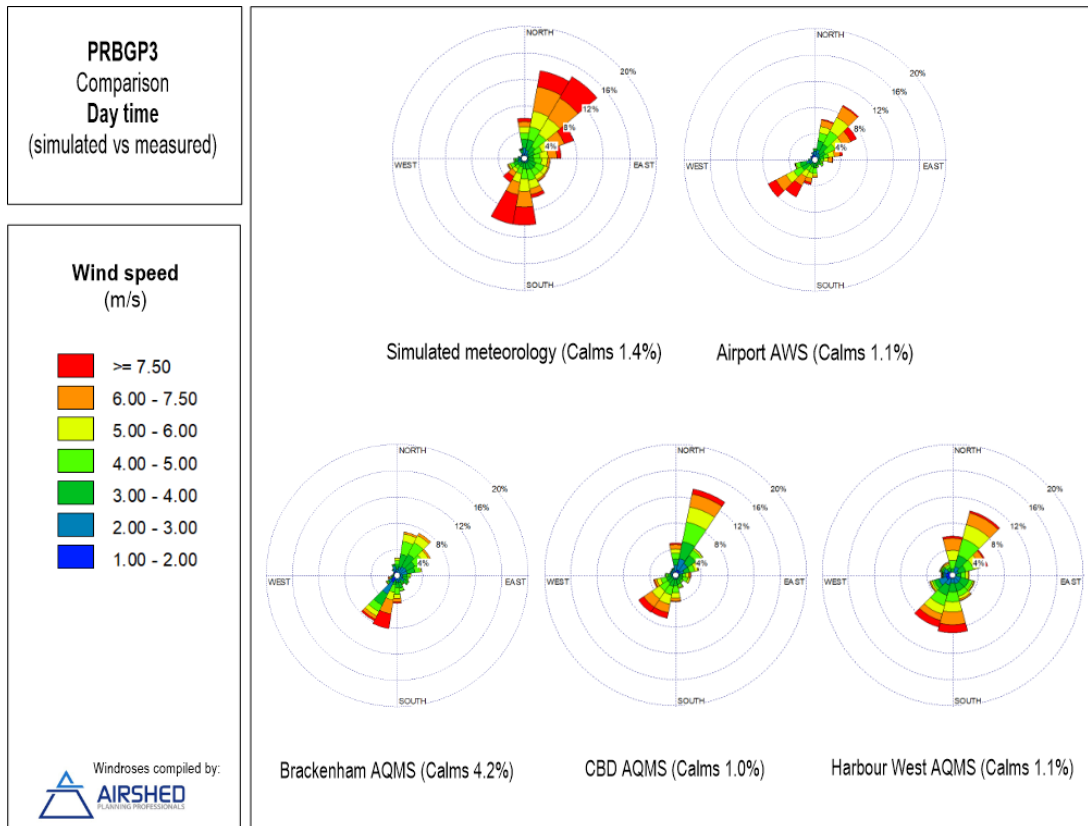 PRBGP3
Comparison
Day time
(simulated vs measured)
Wind speed
(m/s)
>= 7.50
6.00 - 7.50
5.00 - 6.00
4.00 - 5.00
3.00 - 4.00
2.00 - 3.00
1.00 - 2.00
Windroses compiled by:
AIRSHED
PLANNING PROFESSIONALS
NORTH
20%
16%
12%
8%
4%
WEST
EAST
SOUTH
Simulated meteorology (Calms 1.4%)
NORTH
20%
16%
12%
8%
4%
WEST
EAST
SOUTH
Airport AWS (Calms 1.1%)
NORTH
20%
16%
12%
8%
4%
WEST
EAST
SOUTH
Brackenham AQMS (Calms 4.2%)
NORTH
20%
16%
12%
8%
4%
WEST
EAST
SOUTH
CBD AQMS (Calms 1.0%)
NORTH
20%
16%
12%
8%
WEST
EAST
SOUTH
Harbour West AQMS (Calms 1.1%)